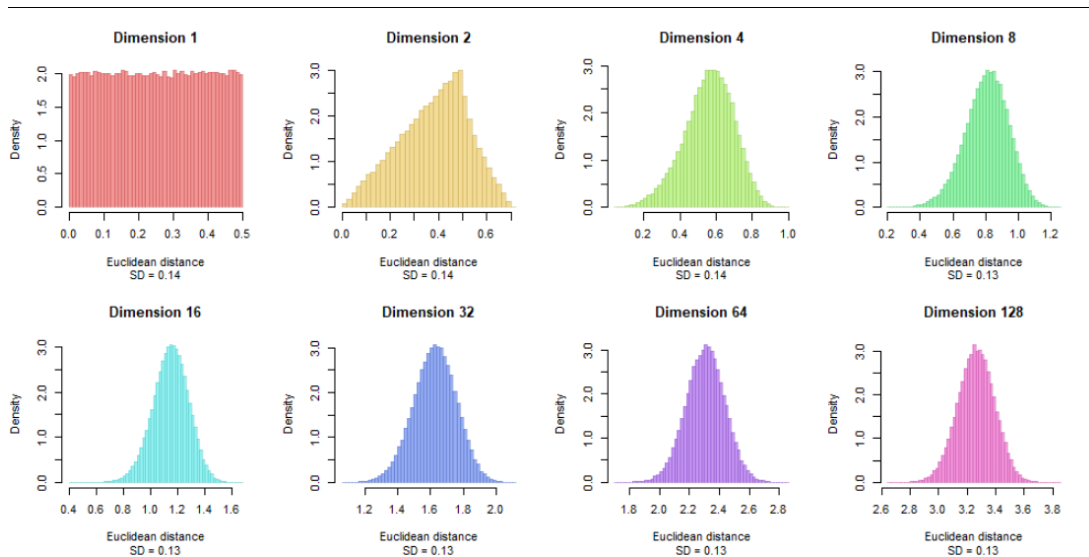 Dimension 1
Density
0.0 0.5 1.0 1.5 2.0
0.0 0.1 0.2 0.3 0.4 0.5
Euclidean distance
SD = 0.14
Dimension 2
Density
0.0 1.0 2.0 3.0
0.0 0.2 0.4 0.6
Euclidean distance
SD = 0.14
Dimension 4
Density
0.0 1.0 2.0 3.0
0.2 0.4 0.6 0.8 1.0
Euclidean distance
SD = 0.14
Dimension 8
Density
0.0 1.0 2.0 3.0
0.2 0.4 0.6 0.8 1.0 1.2
Euclidean distance
SD = 0.13
Dimension 16
Density
0.0 1.0 2.0 3.0
0.4 0.6 0.8 1.0 1.2 1.4 1.6
Euclidean distance
SD = 0.13
Dimension 32
Density
0.0 1.0 2.0 3.0
1.2 1.4 1.6 1.8 2.0
Euclidean distance
SD = 0.13
Dimension 64
Density
0.0 1.0 2.0 3.0
1.8 2.0 2.2 2.4 2.6 2.8
Euclidean distance
SD = 0.13
Dimension 128
Density
0.0 1.0 2.0 3.0
2.6 2.8 3.0 3.2 3.4 3.6 3.8
Euclidean distance
SD = 0.13